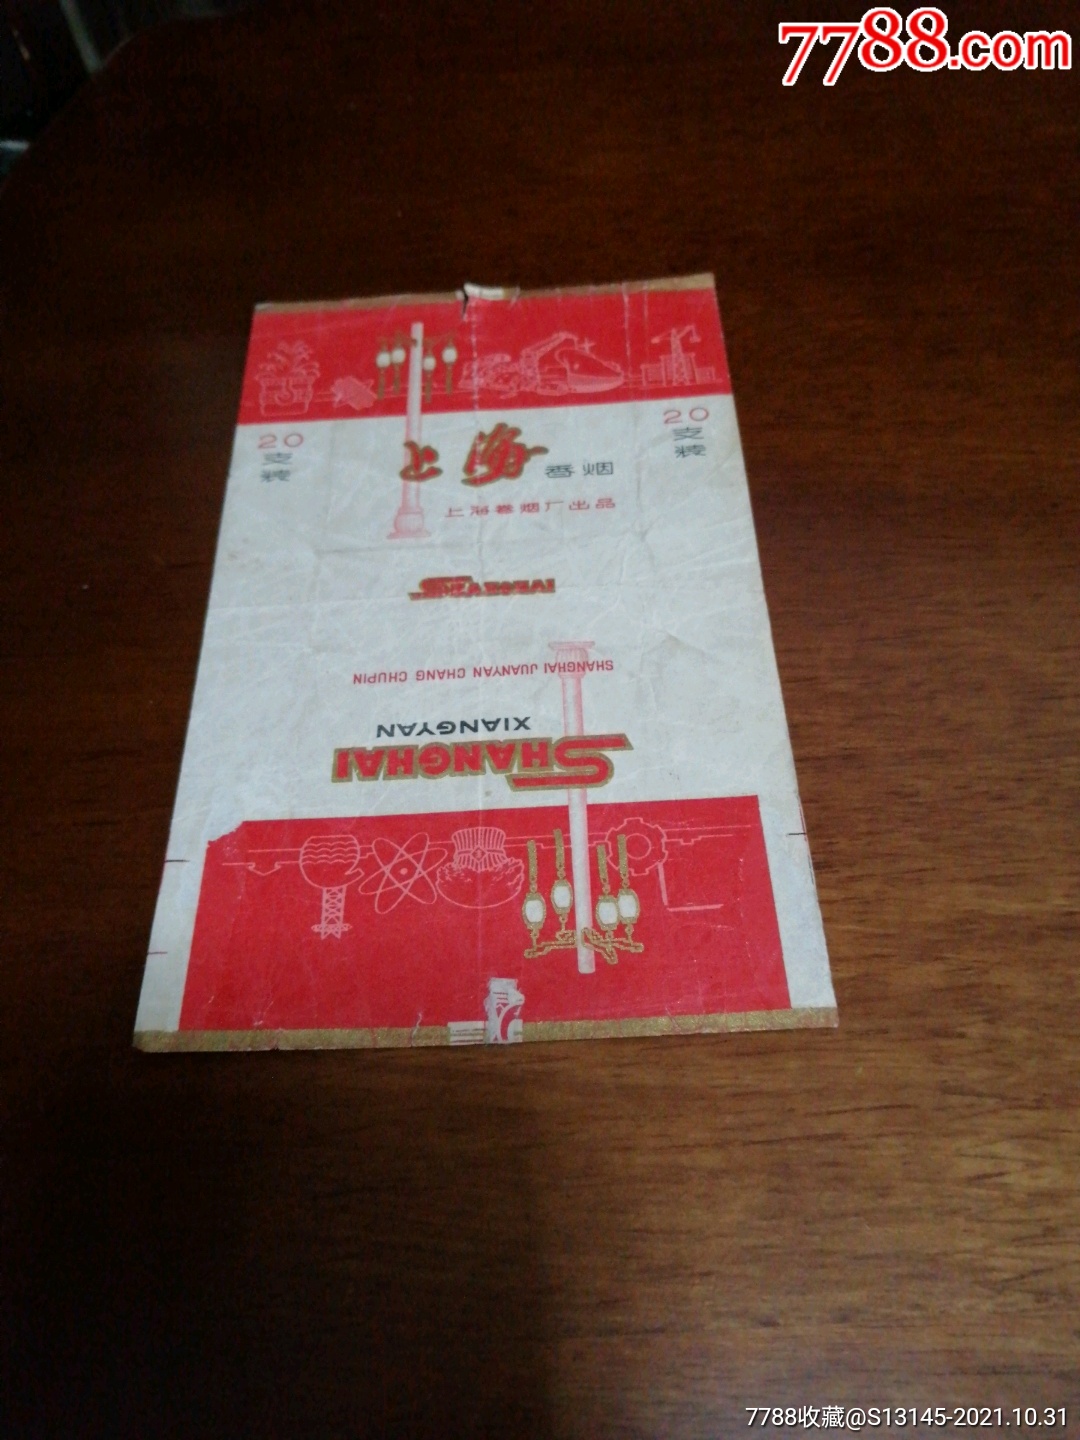 7788.com
20
支装
20
支装
上海 香烟
上海卷烟厂出品
SHANGHAI
SHANGHAI JUANYAN CHANG CHUPIN
XIANGYAN
SHANGHAI
7788收藏@S13145-2021.10.31